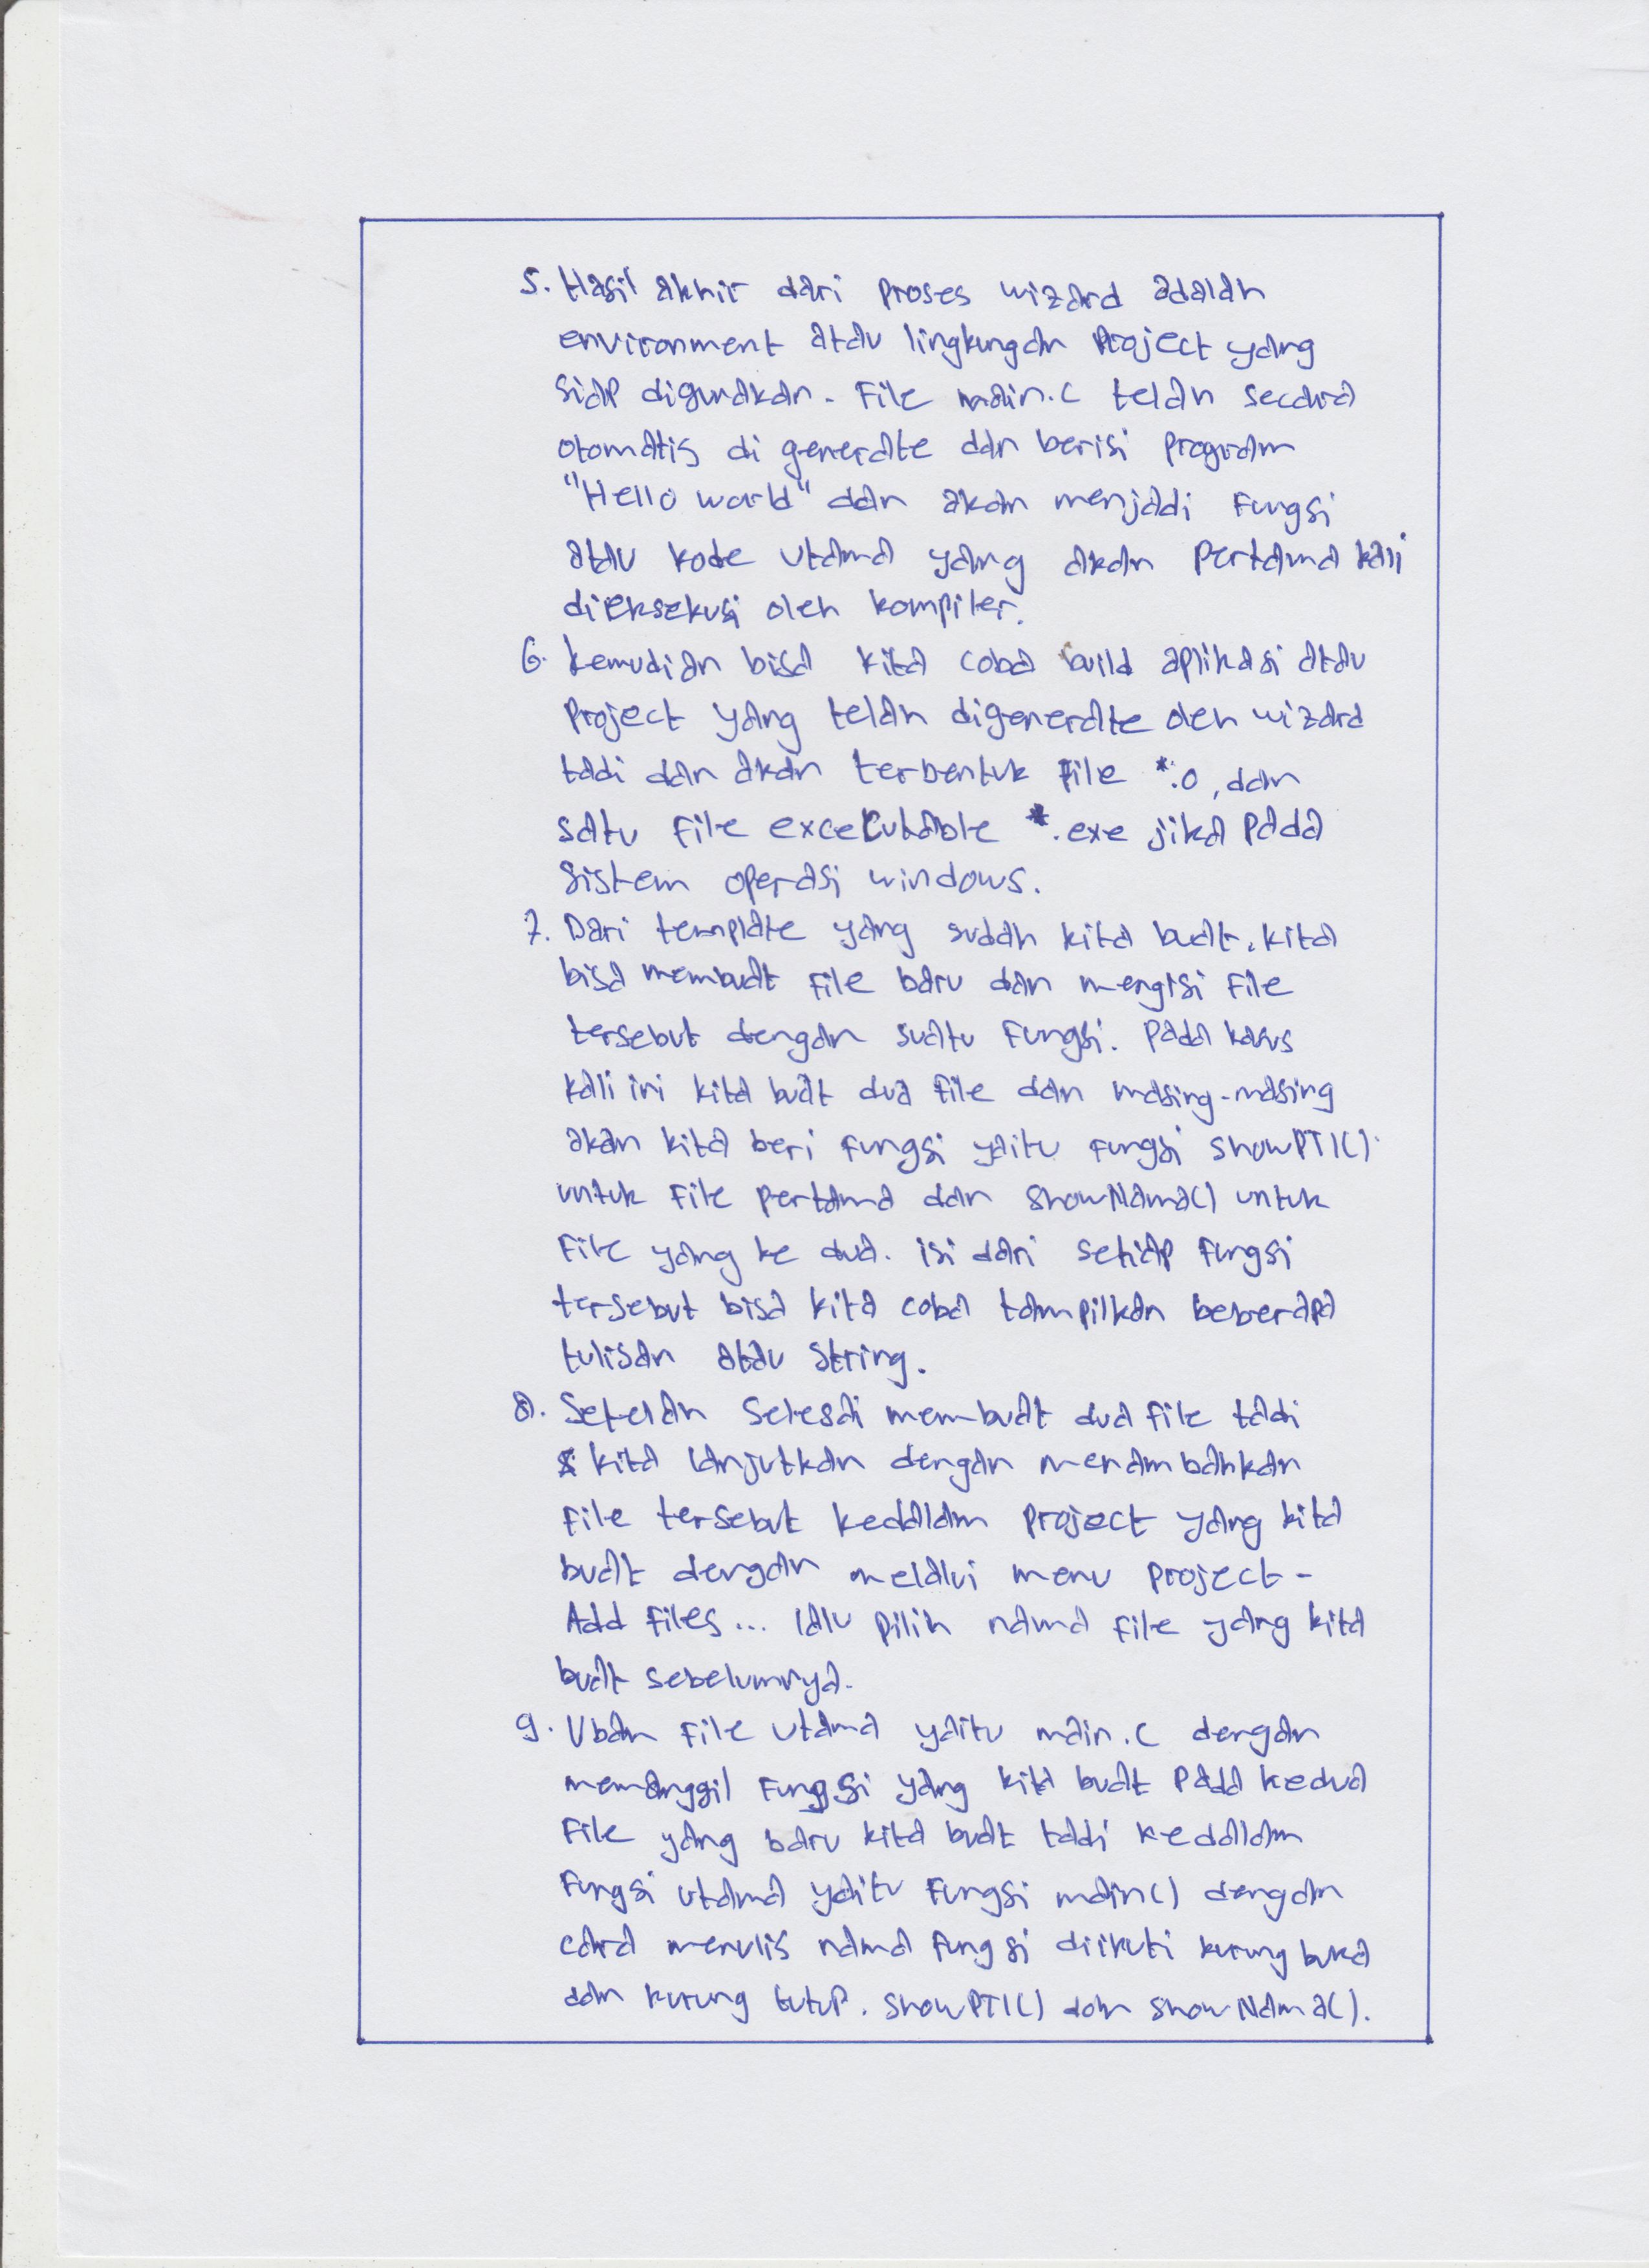 5. Hasil akhir dari proses wizard adalah
environment atau lingkungan project yang
siap digunakan. File main.c telah secara
otomatis di generate dan berisi program
"Hello world" dan akan menjadi fungsi
atau kode utama yang akan pertama kali
dieksekusi oleh kompiler.
6. kemudian bisa kita coba build aplikasi atau
project yang telah digenerate oleh wizard
tadi dan akan terbentuk file *.o, dan
satu file excecutable *.exe jika pada
sistem operasi windows.
7. Dari template yang sudah kita buat, kita
bisa membuat file baru dan mengisi file
tersebut dengan suatu fungsi. pada kasus
kali ini kita buat dua file dan masing-masing
akan kita beri fungsi yaitu fungsi showPTI()
untuk file pertama dan showNama() untuk
file yang ke dua. isi dari setiap fungsi
tersebut bisa kita coba tampilkan beberapa
tulisan atau string.
8. Setelah selesai membuat dua file tadi
kita lanjutkan dengan menambahkan
file tersebut kedalam project yang kita
buat dengan melalui menu project -
Add files... lalu pilih nama file yang kita
buat sebelumnya.
9. Ubah file utama yaitu main.c dengan
memanggil fungsi yang kita buat pada kedua
file yang baru kita buat tadi kedalam
fungsi utama yaitu fungsi main() dengan
cara menulis nama fungsi diikuti kurung buka
dan kurung tutup. showPTI() dan showNama().